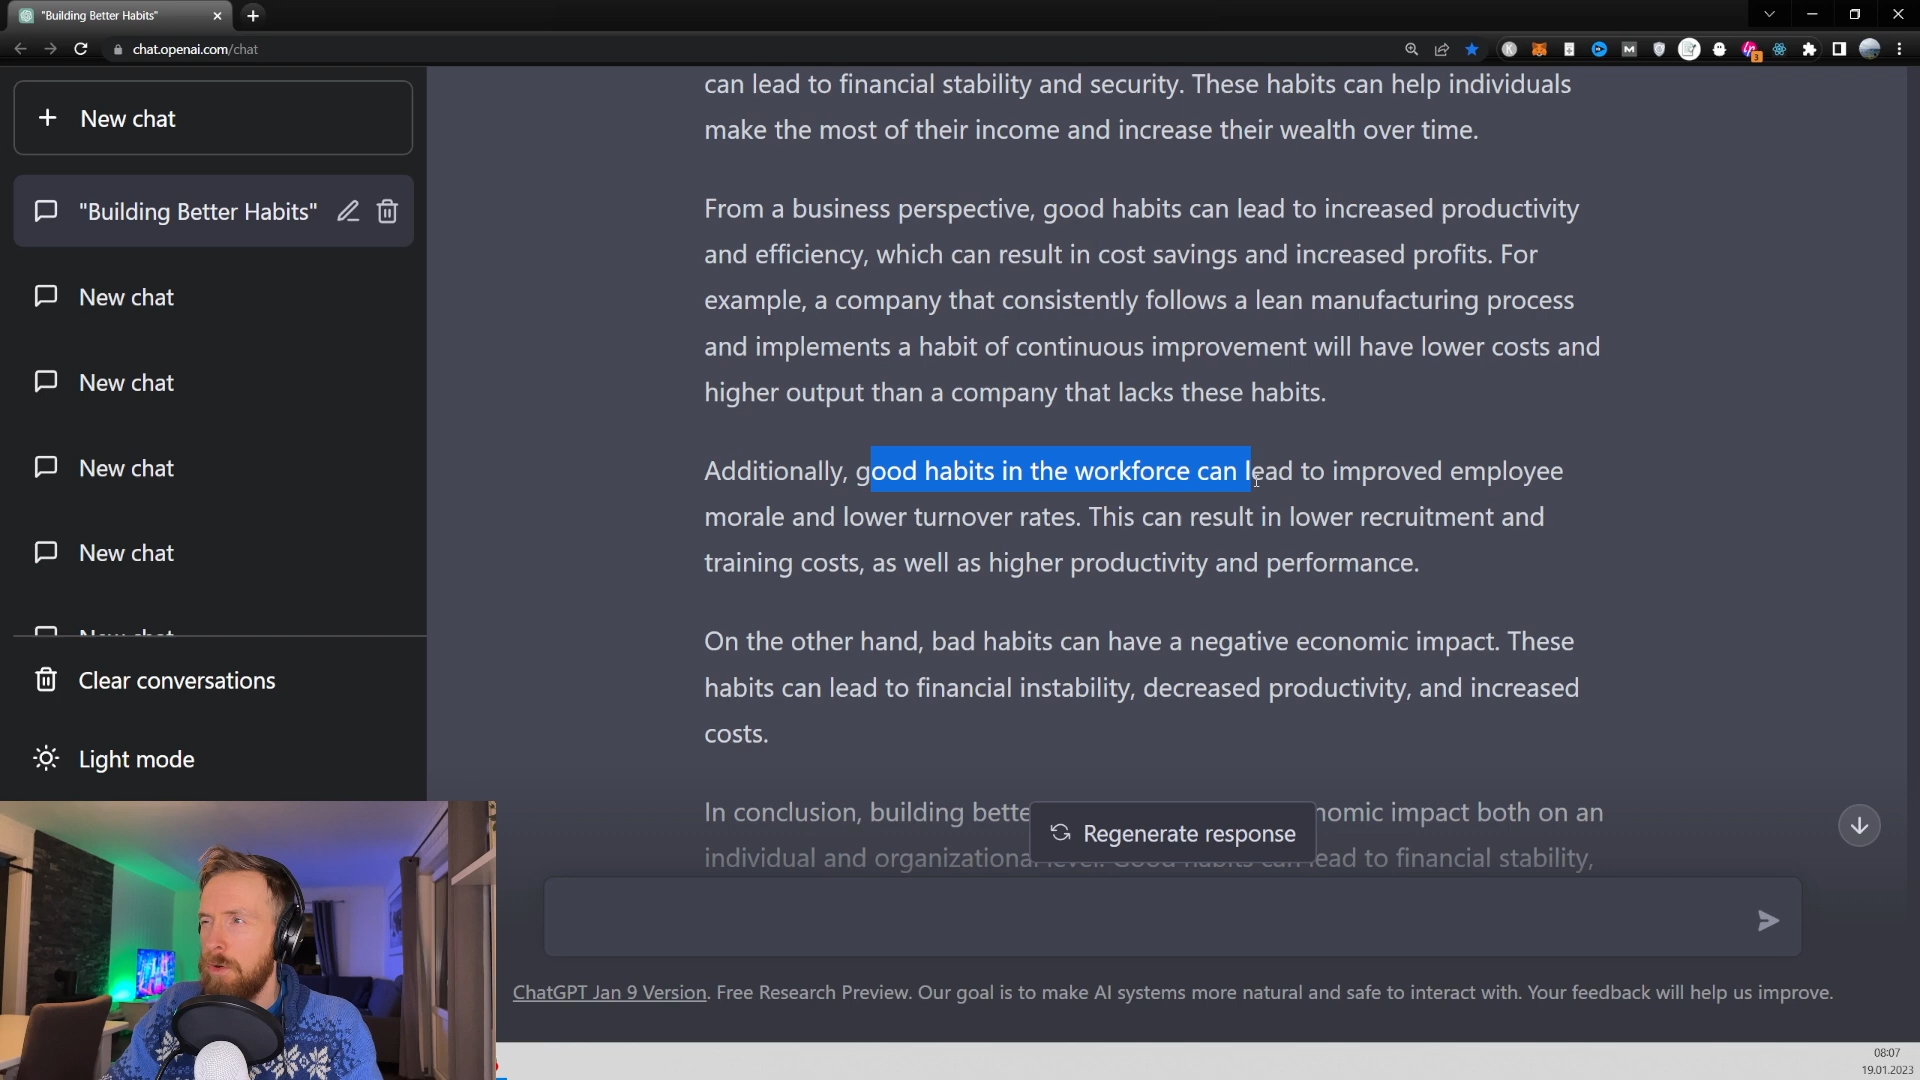 "Building Better Habits"
chat.openai.com/chat
3
New chat
"Building Better Habits"
New chat
New chat
New chat
New chat
New chat
Clear conversations
Light mode
can lead to financial stability and security. These habits can help individuals
make the most of their income and increase their wealth over time.
From a business perspective, good habits can lead to increased productivity
and efficiency, which can result in cost savings and increased profits. For
example, a company that consistently follows a lean manufacturing process
and implements a habit of continuous improvement will have lower costs and
higher output than a company that lacks these habits.
Additionally, good habits in the workforce can lead to improved employee
morale and lower turnover rates. This can result in lower recruitment and
training costs, as well as higher productivity and performance.
On the other hand, bad habits can have a negative economic impact. These
habits can lead to financial instability, decreased productivity, and increased
costs.
In conclusion, building bette nomic impact both on an
individual and organizational level. Good habits can lead to financial stability,
Regenerate response
ChatGPT Jan 9 Version. Free Research Preview. Our goal is to make AI systems more natural and safe to interact with. Your feedback will help us improve.
08:07
19.01.2023